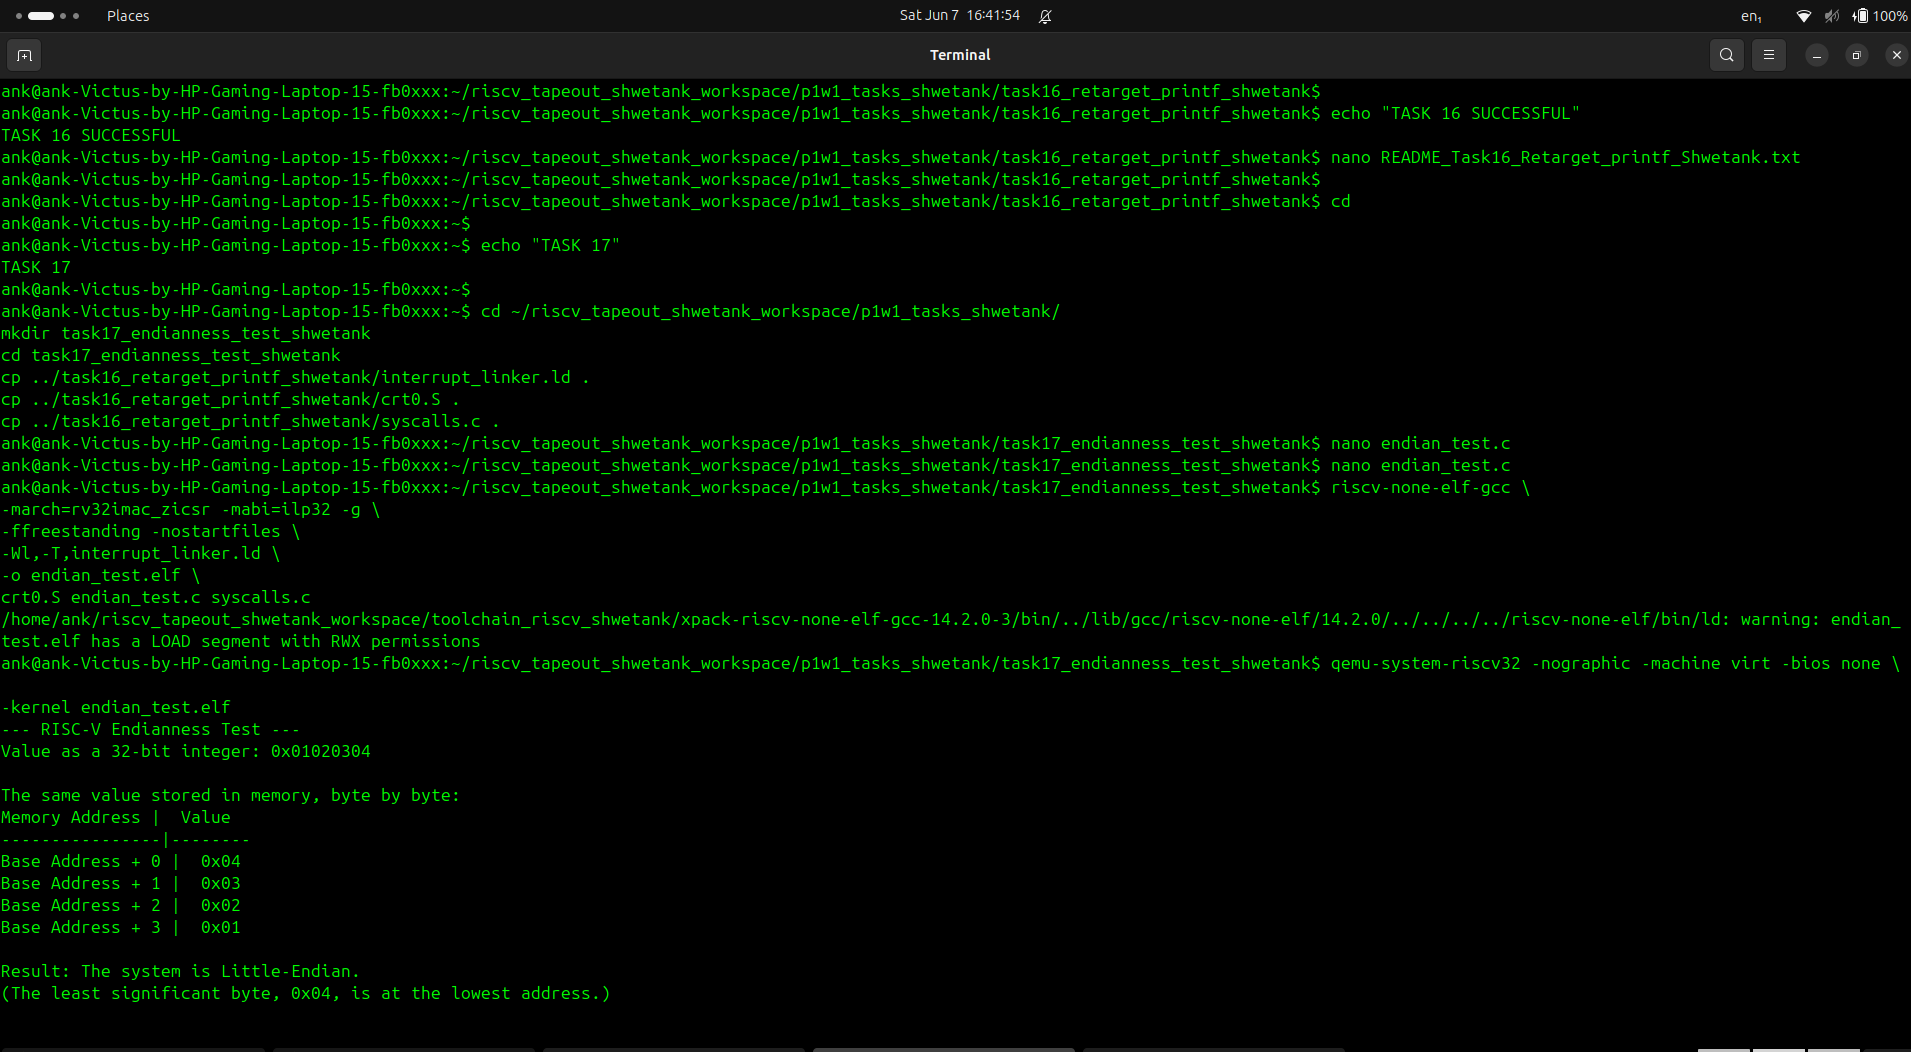 Places
Sat Jun 7 16:41:54
en₁
100%
Terminal
ank@ank-Victus-by-HP-Gaming-Laptop-15-fb0xxx:~/riscv_tapeout_shwetank_workspace/p1w1_tasks_shwetank/task16_retarget_printf_shwetank$
ank@ank-Victus-by-HP-Gaming-Laptop-15-fb0xxx:~/riscv_tapeout_shwetank_workspace/p1w1_tasks_shwetank/task16_retarget_printf_shwetank$ echo "TASK 16 SUCCESSFUL"
TASK 16 SUCCESSFUL
ank@ank-Victus-by-HP-Gaming-Laptop-15-fb0xxx:~/riscv_tapeout_shwetank_workspace/p1w1_tasks_shwetank/task16_retarget_printf_shwetank$ nano README_Task16_Retarget_printf_Shwetank.txt
ank@ank-Victus-by-HP-Gaming-Laptop-15-fb0xxx:~/riscv_tapeout_shwetank_workspace/p1w1_tasks_shwetank/task16_retarget_printf_shwetank$
ank@ank-Victus-by-HP-Gaming-Laptop-15-fb0xxx:~/riscv_tapeout_shwetank_workspace/p1w1_tasks_shwetank/task16_retarget_printf_shwetank$ cd
ank@ank-Victus-by-HP-Gaming-Laptop-15-fb0xxx:~$
ank@ank-Victus-by-HP-Gaming-Laptop-15-fb0xxx:~$ echo "TASK 17"
TASK 17
ank@ank-Victus-by-HP-Gaming-Laptop-15-fb0xxx:~$
ank@ank-Victus-by-HP-Gaming-Laptop-15-fb0xxx:~$ cd ~/riscv_tapeout_shwetank_workspace/p1w1_tasks_shwetank/
mkdir task17_endianness_test_shwetank
cd task17_endianness_test_shwetank
cp ../task16_retarget_printf_shwetank/interrupt_linker.ld .
cp ../task16_retarget_printf_shwetank/crt0.S .
cp ../task16_retarget_printf_shwetank/syscalls.c .
ank@ank-Victus-by-HP-Gaming-Laptop-15-fb0xxx:~/riscv_tapeout_shwetank_workspace/p1w1_tasks_shwetank/task17_endianness_test_shwetank$ nano endian_test.c
ank@ank-Victus-by-HP-Gaming-Laptop-15-fb0xxx:~/riscv_tapeout_shwetank_workspace/p1w1_tasks_shwetank/task17_endianness_test_shwetank$ nano endian_test.c
ank@ank-Victus-by-HP-Gaming-Laptop-15-fb0xxx:~/riscv_tapeout_shwetank_workspace/p1w1_tasks_shwetank/task17_endianness_test_shwetank$ riscv-none-elf-gcc \
-march=rv32imac_zicsr -mabi=ilp32 -g \
-ffreestanding -nostartfiles \
-Wl,-T,interrupt_linker.ld \
-o endian_test.elf \
crt0.S endian_test.c syscalls.c
/home/ank/riscv_tapeout_shwetank_workspace/toolchain_riscv_shwetank/xpack-riscv-none-elf-gcc-14.2.0-3/bin/../lib/gcc/riscv-none-elf/14.2.0/../../../../riscv-none-elf/bin/ld: warning: endian_
test.elf has a LOAD segment with RWX permissions
ank@ank-Victus-by-HP-Gaming-Laptop-15-fb0xxx:~/riscv_tapeout_shwetank_workspace/p1w1_tasks_shwetank/task17_endianness_test_shwetank$ qemu-system-riscv32 -nographic -machine virt -bios none \
-kernel endian_test.elf
--- RISC-V Endianness Test ---
Value as a 32-bit integer: 0x01020304
The same value stored in memory, byte by byte:
Memory Address |  Value
----------------|--------
Base Address + 0 |  0x04
Base Address + 1 |  0x03
Base Address + 2 |  0x02
Base Address + 3 |  0x01
Result: The system is Little-Endian.
(The least significant byte, 0x04, is at the lowest address.)